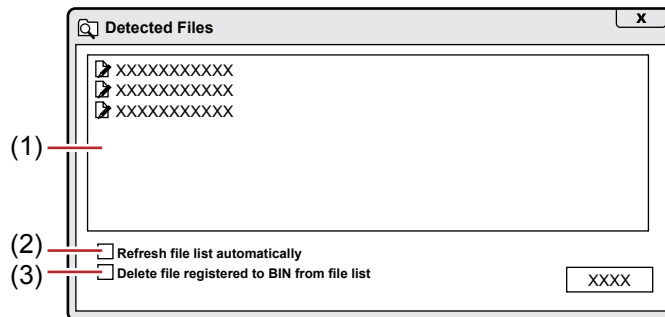 Detected Files
X
XXXXXXXXXXX
XXXXXXXXXXX
XXXXXXXXXXX
(1)
(2)
Refresh file list automatically
(3)
Delete file registered to BIN from file list
XXXX